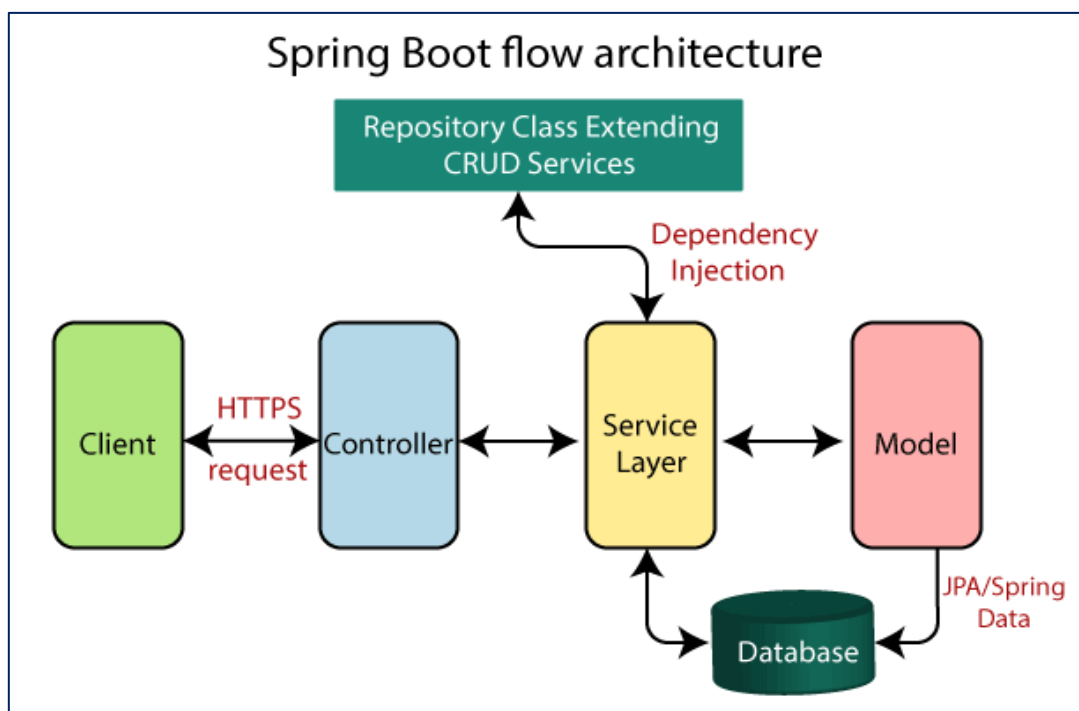 Spring Boot flow architecture
Repository Class Extending
CRUD Services
Dependency
Injection
HTTPS
request
Client
Controller
Service
Layer
Model
JPA/Spring
Data
Database